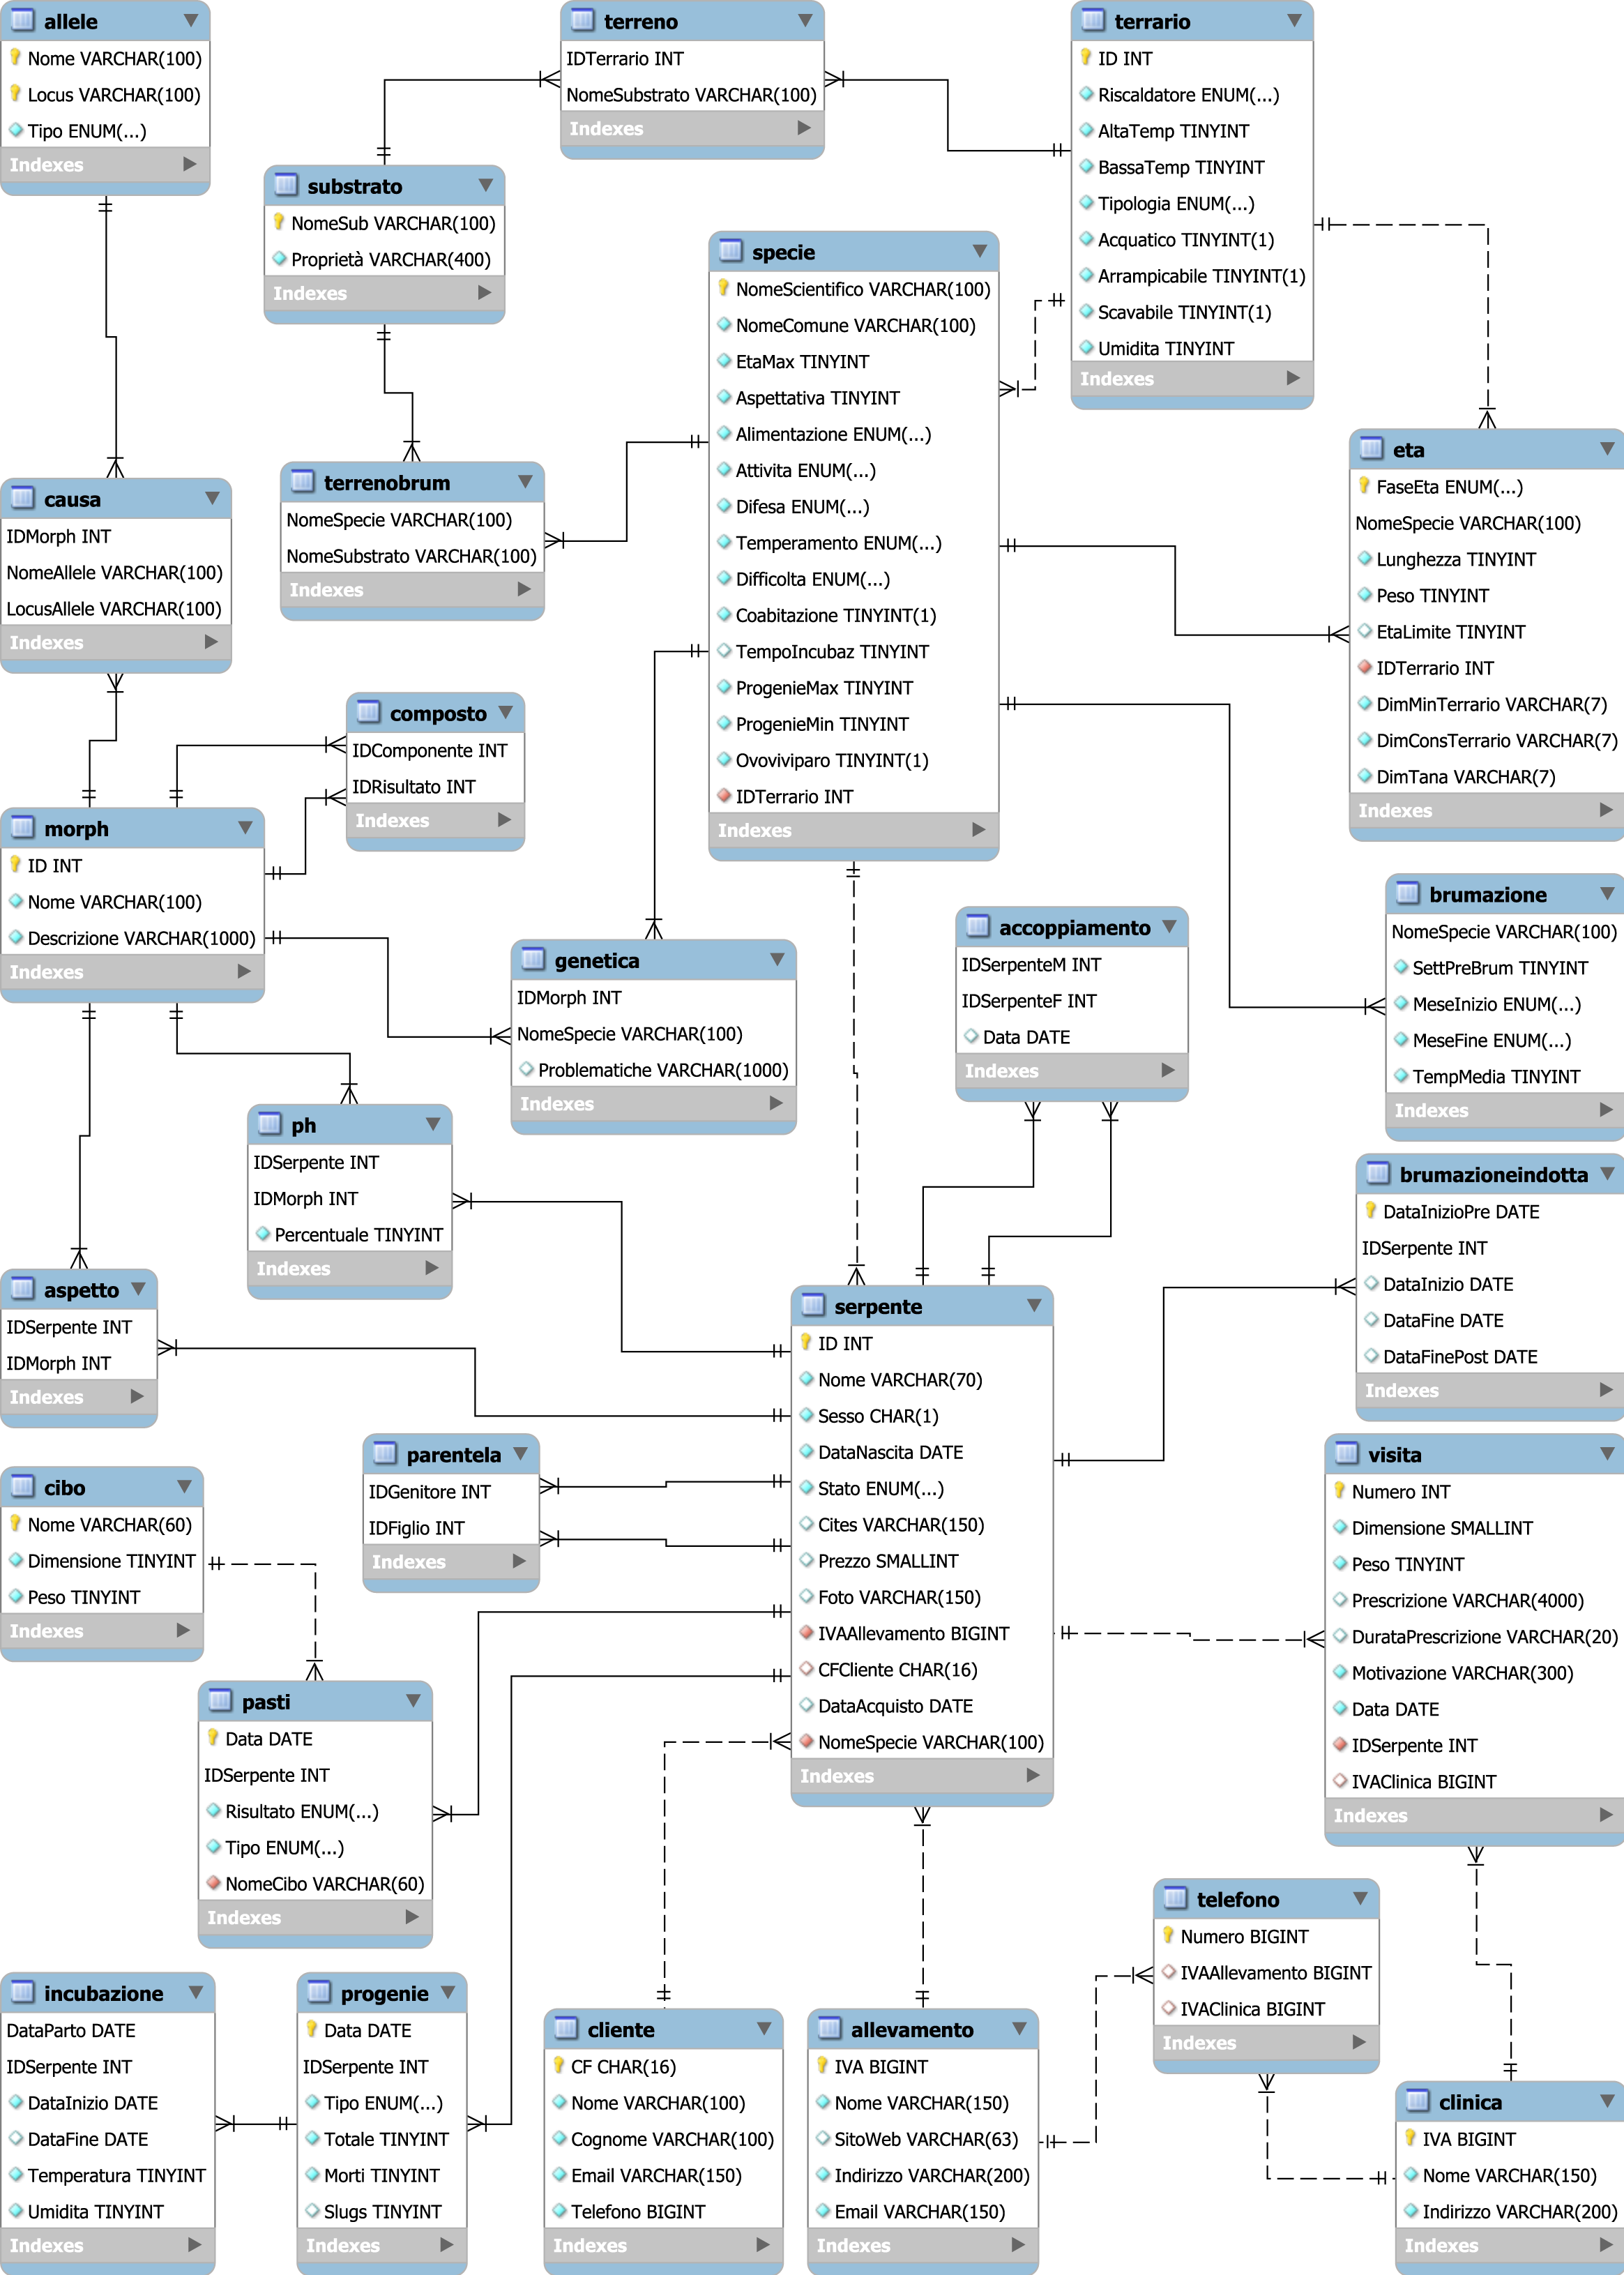 allele
Nome VARCHAR(100)
Locus VARCHAR(100)
Tipo ENUM(...)
Indexes
terreno
IDTerrario INT
NomeSubstrato VARCHAR(100)
Indexes
terrario
ID INT
Riscaldatore ENUM(...)
AltaTemp TINYINT
BassaTemp TINYINT
Tipologia ENUM(...)
Acquatico TINYINT(1)
Arrampicabile TINYINT(1)
Scavabile TINYINT(1)
Umidita TINYINT
Indexes
substrato
NomeSub VARCHAR(100)
Proprietà VARCHAR(400)
Indexes
specie
NomeScientifico VARCHAR(100)
NomeComune VARCHAR(100)
EtaMax TINYINT
Aspettativa TINYINT
Alimentazione ENUM(...)
Attivita ENUM(...)
Difesa ENUM(...)
Temperamento ENUM(...)
Difficolta ENUM(...)
Coabitazione TINYINT(1)
TempoIncubaz TINYINT
ProgenieMax TINYINT
ProgenieMin TINYINT
Ovoviviparo TINYINT(1)
IDTerrario INT
Indexes
eta
FaseEta ENUM(...)
NomeSpecie VARCHAR(100)
Lunghezza TINYINT
Peso TINYINT
EtaLimite TINYINT
IDTerrario INT
DimMinTerrario VARCHAR(7)
DimConsTerrario VARCHAR(7)
DimTana VARCHAR(7)
Indexes
causa
IDMorph INT
NomeAllele VARCHAR(100)
LocusAllele VARCHAR(100)
Indexes
terrenobrum
NomeSpecie VARCHAR(100)
NomeSubstrato VARCHAR(100)
Indexes
composto
IDComponente INT
IDRisultato INT
Indexes
morph
ID INT
Nome VARCHAR(100)
Descrizione VARCHAR(1000)
Indexes
genetica
IDMorph INT
NomeSpecie VARCHAR(100)
Problematiche VARCHAR(1000)
Indexes
accoppiamento
IDSerpenteM INT
IDSerpenteF INT
Data DATE
Indexes
brumazione
NomeSpecie VARCHAR(100)
SettPreBrum TINYINT
MeseInizio ENUM(...)
MeseFine ENUM(...)
TempMedia TINYINT
Indexes
ph
IDSerpente INT
IDMorph INT
Percentuale TINYINT
Indexes
brumazioneindotta
DataInizioPre DATE
IDSerpente INT
DataInizio DATE
DataFine DATE
DataFinePost DATE
Indexes
aspetto
IDSerpente INT
IDMorph INT
Indexes
serpente
ID INT
Nome VARCHAR(70)
Sesso CHAR(1)
DataNascita DATE
Stato ENUM(...)
Cites VARCHAR(150)
Prezzo SMALLINT
Foto VARCHAR(150)
IVAAllevamento BIGINT
CFCliente CHAR(16)
DataAcquisto DATE
NomeSpecie VARCHAR(100)
Indexes
parentela
IDGenitore INT
IDFiglio INT
Indexes
visita
Numero INT
Dimensione SMALLINT
Peso TINYINT
Prescrizione VARCHAR(4000)
DurataPrescrizione VARCHAR(20)
Motivazione VARCHAR(300)
Data DATE
IDSerpente INT
IVAClinica BIGINT
Indexes
cibo
Nome VARCHAR(60)
Dimensione TINYINT
Peso TINYINT
Indexes
pasti
Data DATE
IDSerpente INT
Risultato ENUM(...)
Tipo ENUM(...)
NomeCibo VARCHAR(60)
Indexes
telefono
Numero BIGINT
IVAAllevamento BIGINT
IVAClinica BIGINT
Indexes
incubazione
DataParto DATE
IDSerpente INT
DataInizio DATE
DataFine DATE
Temperatura TINYINT
Umidita TINYINT
Indexes
progenie
Data DATE
IDSerpente INT
Tipo ENUM(...)
Totale TINYINT
Morti TINYINT
Slugs TINYINT
Indexes
cliente
CF CHAR(16)
Nome VARCHAR(100)
Cognome VARCHAR(100)
Email VARCHAR(150)
Telefono BIGINT
Indexes
allevamento
IVA BIGINT
Nome VARCHAR(150)
SitoWeb VARCHAR(63)
Indirizzo VARCHAR(200)
Email VARCHAR(150)
Indexes
clinica
IVA BIGINT
Nome VARCHAR(150)
Indirizzo VARCHAR(200)
Indexes